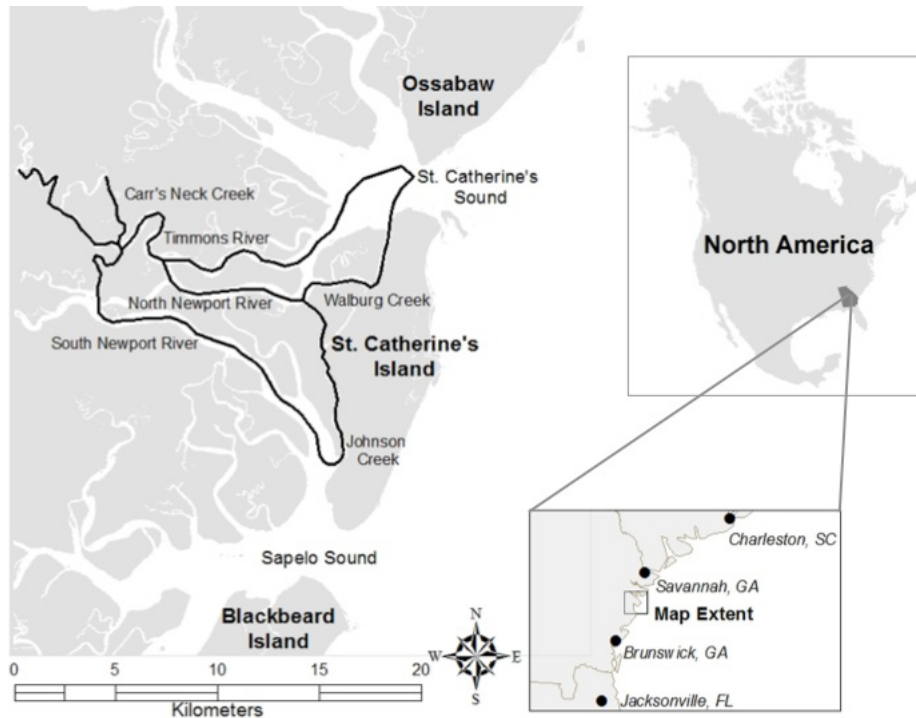 Ossabaw
Island
St. Catherine's
Sound
Carr's Neck Creek
Timmons River
North Newport River
Walburg Creek
South Newport River
St. Catherine's
Island
Johnson
Creek
Sapelo Sound
Blackbeard
Island
0 5 10 15 20
Kilometers
N
W E
S
North America
Charleston, SC
Savannah, GA
Map Extent
Brunswick, GA
Jacksonville, FL